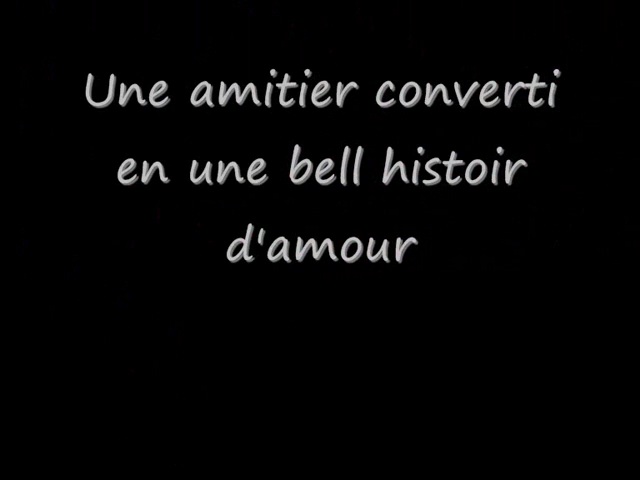 Une amitier converti
en une bell histoir
d'amour